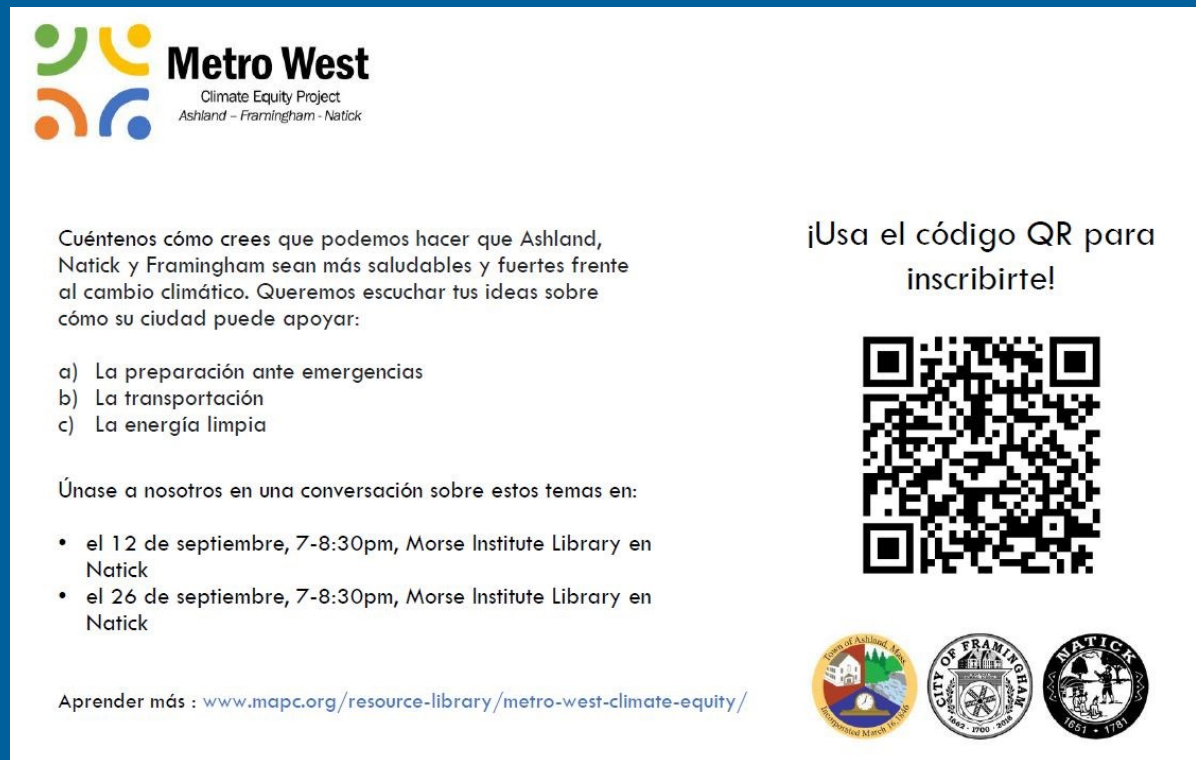 Metro West
Climate Equity Project
Ashland – Framingham - Natick
Cuéntenos cómo crees que podemos hacer que Ashland,
Natick y Framingham sean más saludables y fuertes frente
al cambio climático. Queremos escuchar tus ideas sobre
cómo su ciudad puede apoyar:
a) La preparación ante emergencias
b) La transportación
c) La energía limpia
Únase a nosotros en una conversación sobre estos temas en:
• el 12 de septiembre, 7-8:30pm, Morse Institute Library en
Natick
• el 26 de septiembre, 7-8:30pm, Morse Institute Library en
Natick
Aprender más : www.mapc.org/resource-library/metro-west-climate-equity/
¡Usa el código QR para
inscribirte!
Town of Ashland, Mass.
Incorporated March 16, 1846
CITY OF FRAMINGHAM
1662 - 1700 - 2018
NATICK
1651 • 1781